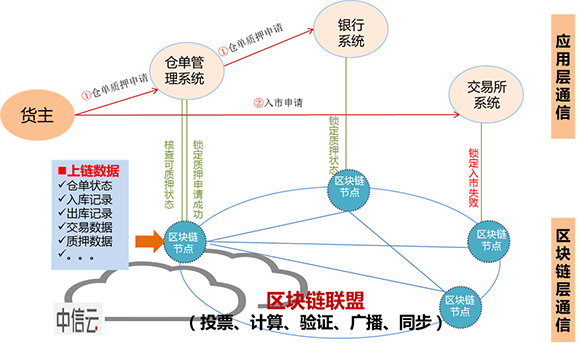 银行
系统
①仓单质押申请
仓单管
理系统
①仓单质押申请
交易所
系统
货主
②入市申请
应用层通信
核查可质押状态
锁定质押申请成功
锁定质押状态
锁定入市失败
■上链数据
✓仓单状态
✓入库记录
✓出库记录
✓交易数据
✓质押数据
✓。。。
区块链
节点
区块链
节点
区块链
节点
区块链
节点
区块链层通信
中信云
区块链联盟
（投票、计算、验证、广播、同步）